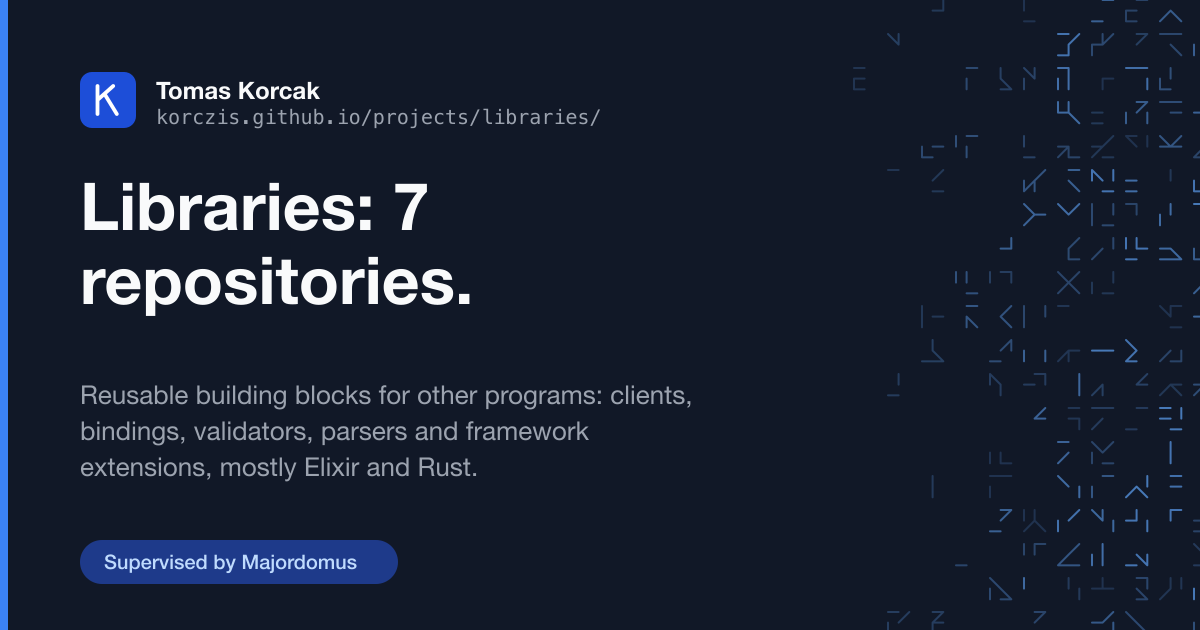 Tomas Korcak
korczis.github.io/projects/libraries/
Libraries: 7
repositories.
Reusable building blocks for other programs: clients,
bindings, validators, parsers and framework
extensions, mostly Elixir and Rust.
Supervised by Majordomus